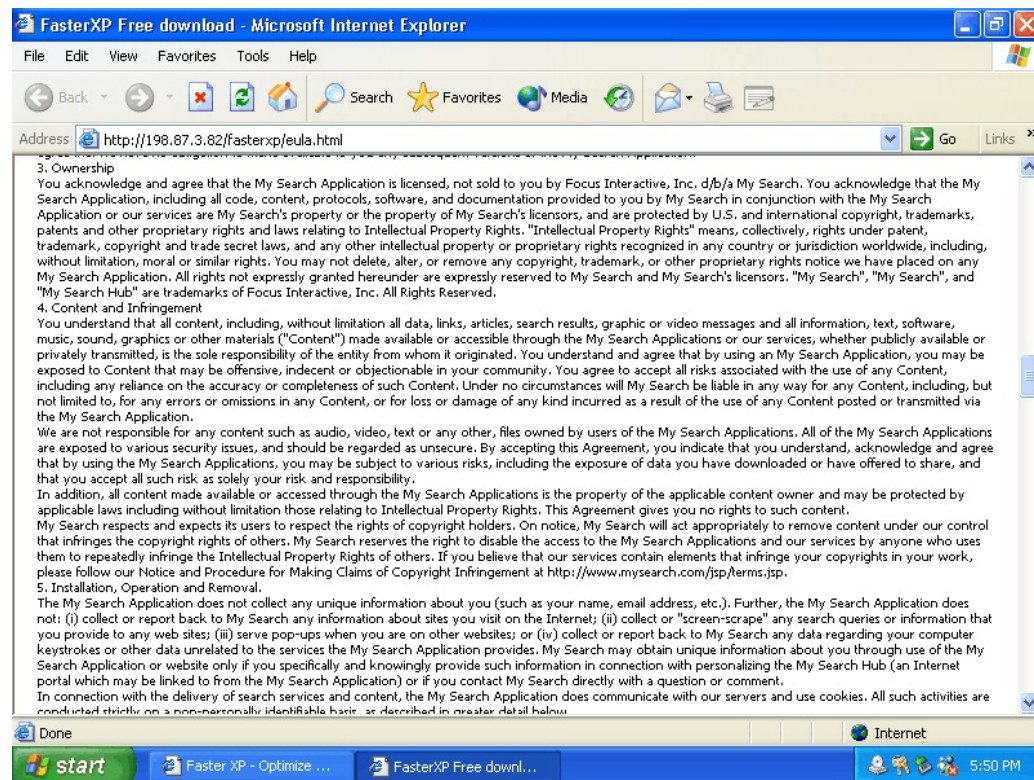 FasterXP Free download - Microsoft Internet Explorer
File Edit View Favorites Tools Help
Back Search Favorites Media
Address http://198.87.3.82/fasterxp/eula.html Go Links »
3. Ownership
You acknowledge and agree that the My Search Application is licensed, not sold to you by Focus Interactive, Inc. d/b/a My Search. You acknowledge that the My
Search Application, including all code, content, protocols, software, and documentation provided to you by My Search in conjunction with the My Search
Application or our services are My Search's property or the property of My Search's licensors, and are protected by U.S. and international copyright, trademarks,
patents and other proprietary rights and laws relating to Intellectual Property Rights. "Intellectual Property Rights" means, collectively, rights under patent,
trademark, copyright and trade secret laws, and any other intellectual property or proprietary rights recognized in any country or jurisdiction worldwide, including,
without limitation, moral or similar rights. You may not delete, alter, or remove any copyright, trademark, or other proprietary rights notice we have placed on any
My Search Application. All rights not expressly granted hereunder are expressly reserved to My Search and My Search's licensors. "My Search", "My Search", and
"My Search Hub" are trademarks of Focus Interactive, Inc. All Rights Reserved.
4. Content and Infringement
You understand that all content, including, without limitation all data, links, articles, search results, graphic or video messages and all information, text, software,
music, sound, graphics or other materials ("Content") made available or accessible through the My Search Applications or our services, whether publicly available or
privately transmitted, is the sole responsibility of the entity from whom it originated. You understand and agree that by using an My Search Application, you may be
exposed to Content that may be offensive, indecent or objectionable in your community. You agree to accept all risks associated with the use of any Content,
including any reliance on the accuracy or completeness of such Content. Under no circumstances will My Search be liable in any way for any Content, including, but
not limited to, for any errors or omissions in any Content, or for loss or damage of any kind incurred as a result of the use of any Content posted or transmitted via
the My Search Application.
We are not responsible for any content such as audio, video, text or any other, files owned by users of the My Search Applications. All of the My Search Applications
are exposed to various security issues, and should be regarded as unsecure. By accepting this Agreement, you indicate that you understand, acknowledge and agree
that by using the My Search Applications, you may be subject to various risks, including the exposure of data you have downloaded or have offered to share, and
that you accept all such risk as solely your risk and responsibility.
In addition, all content made available or accessed through the My Search Applications is the property of the applicable content owner and may be protected by
applicable laws including without limitation those relating to Intellectual Property Rights. This Agreement gives you no rights to such content.
My Search respects and expects its users to respect the rights of copyright holders. On notice, My Search will act appropriately to remove content under our control
that infringes the copyright rights of others. My Search reserves the right to disable the access to the My Search Applications and our services by anyone who uses
them to repeatedly infringe the Intellectual Property Rights of others. If you believe that our services contain elements that infringe your copyrights in your work,
please follow our Notice and Procedure for Making Claims of Copyright Infringement at http://www.mysearch.com/jsp/terms.jsp.
5. Installation, Operation and Removal.
The My Search Application does not collect any unique information about you (such as your name, email address, etc.). Further, the My Search Application does
not: (i) collect or report back to My Search any information about sites you visit on the Internet; (ii) collect or "screen-scrape" any search queries or information that
you provide to any web sites; (iii) serve pop-ups when you are on other websites; or (iv) collect or report back to My Search any data regarding your computer
keystrokes or other data unrelated to the services the My Search Application provides. My Search may obtain unique information about you through use of the My
Search Application or website only if you specifically and knowingly provide such information in connection with personalizing the My Search Hub (an Internet
portal which may be linked to from the My Search Application) or if you contact My Search directly with a question or comment.
In connection with the delivery of search services and content, the My Search Application does communicate with our servers and use cookies. All such activities are
conducted strictly on a non-personally identifiable basis, as described in greater detail below.
Done Internet
start Faster XP - Optimize ... FasterXP Free downl... 5:50 PM